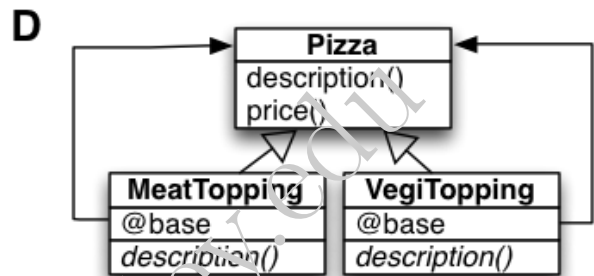 D
Pizza
description()
price()
MeatTopping
VegiTopping
@base
@base
description()
description()